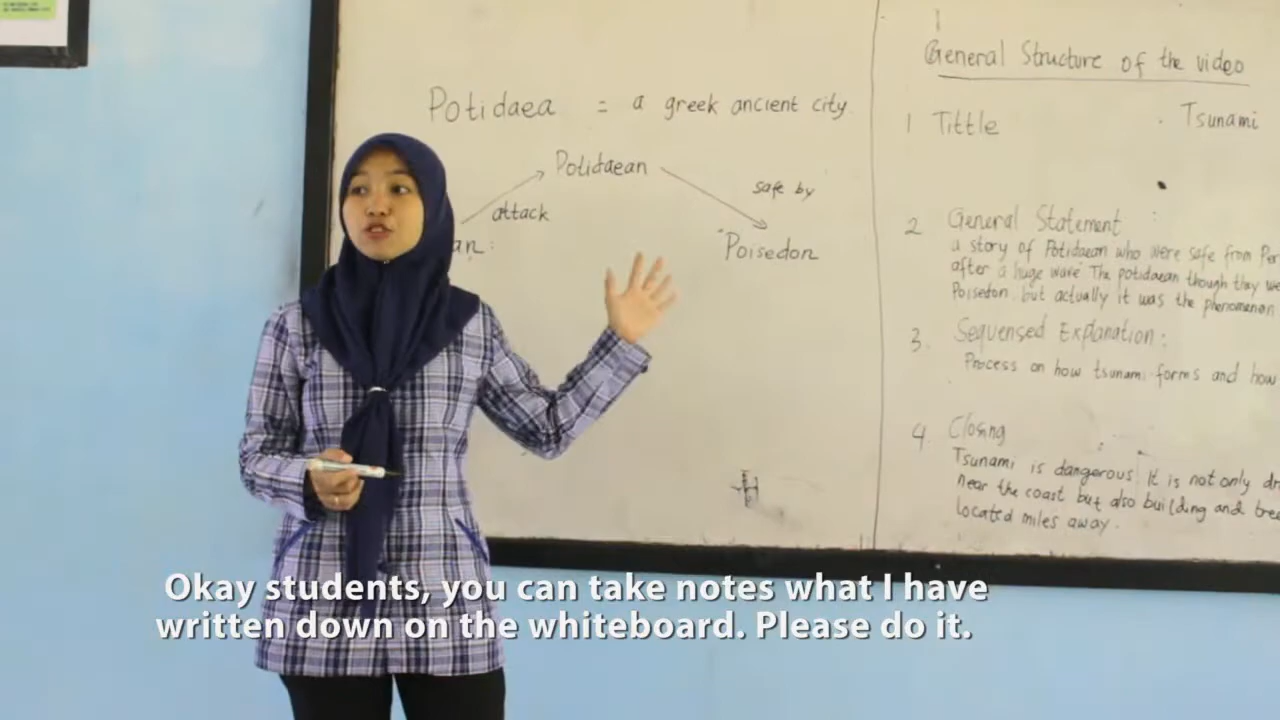 Potidaea = a greek ancient city
Potidaean
attack
safe by
an :
Poisedon
General Structure of the video
1 Tittle . Tsunami
2 General Statement :
a story of Potidaean who were safe from Per
after a huge wave The potidaean though they we
Poisedon but actually it was the phenomenon
3. Sequensed Explanation :
Process on how tsunami forms and how
4. Closing :
Tsunami is dangerous It is not only
near the coast but also building and tree
located miles away.
Okay students, you can take notes what I have
written down on the whiteboard. Please do it.